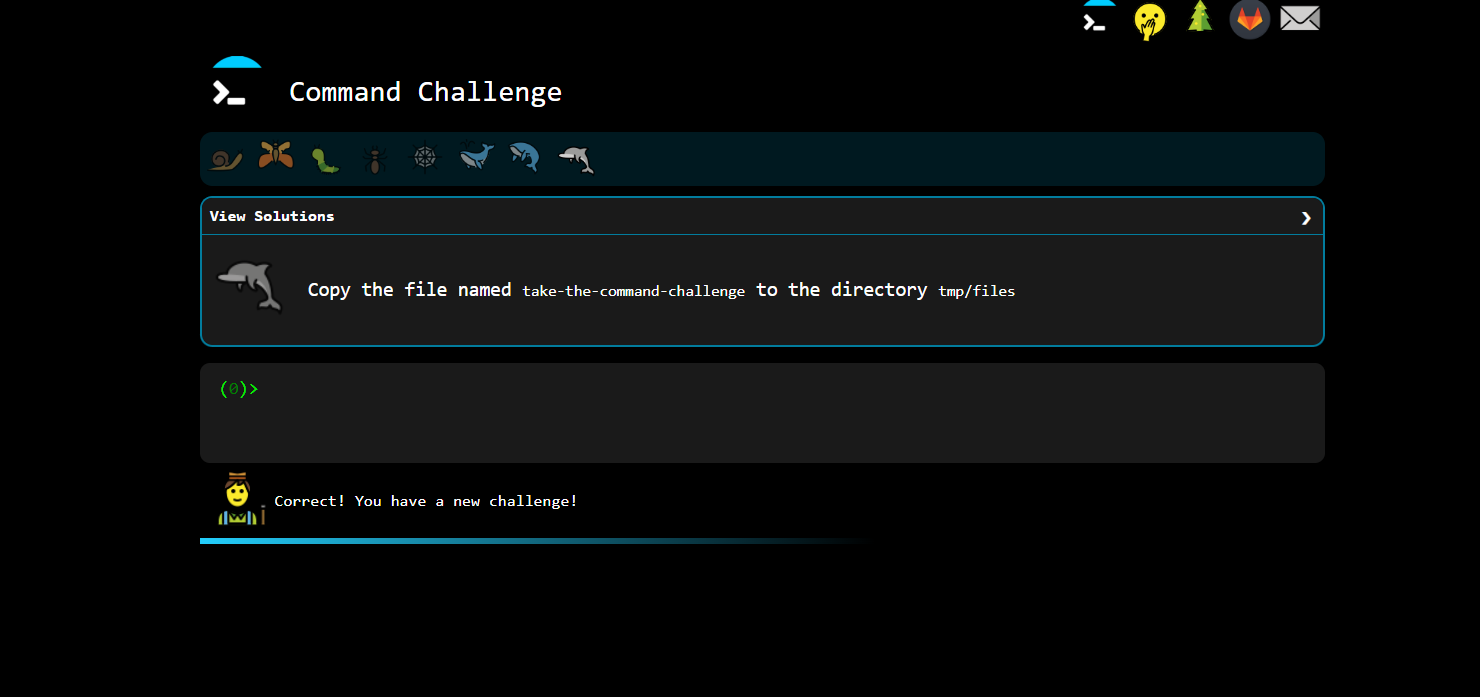 Command Challenge
View Solutions
Copy the file named take-the-command-challenge to the directory tmp/files
(0)>
Correct! You have a new challenge!